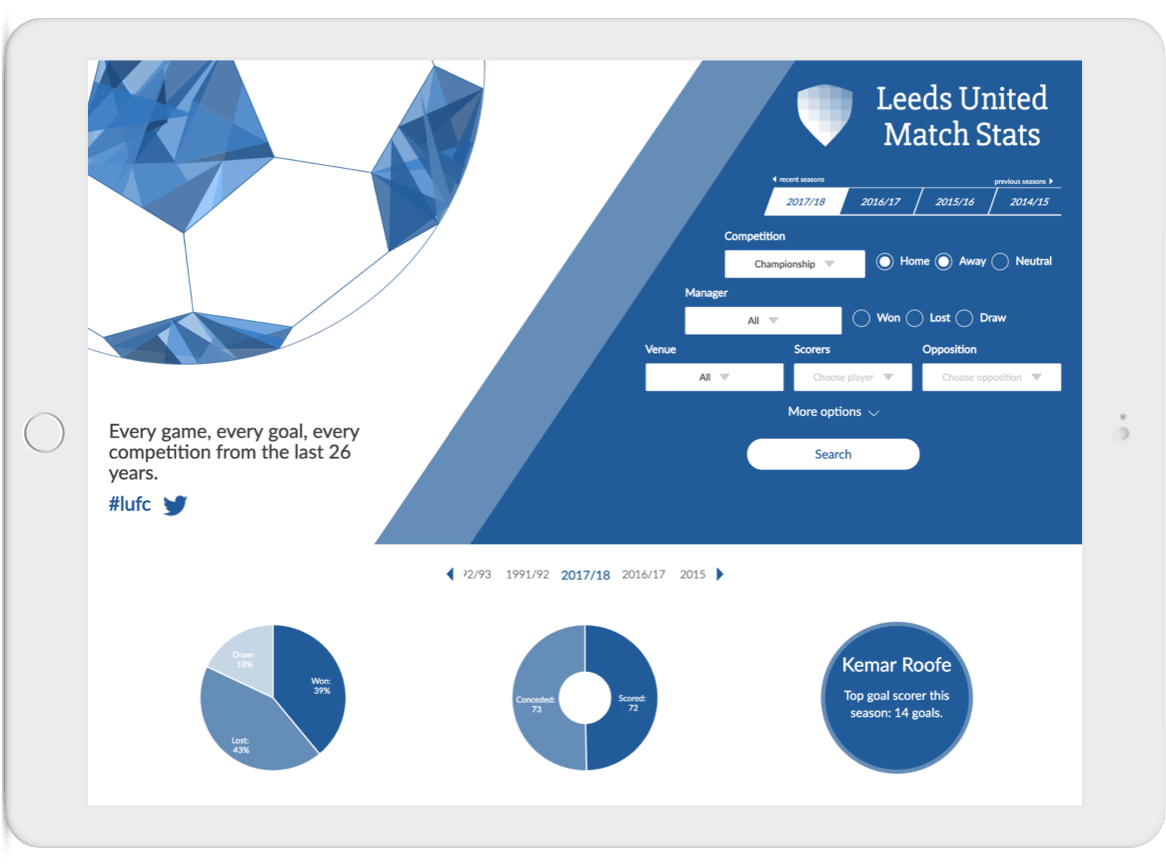 Leeds United
Match Stats
recent seasons
previous seasons
2017/18
2016/17
2015/16
2014/15
Competition
Championship
Home
Away
Neutral
Manager
All
Won
Lost
Draw
Venue
Scorers
Opposition
All
Choose player
Choose opposition
More options
Search
Every game, every goal, every
competition from the last 26
years.
#lufc
2/93
1991/92
2017/18
2016/17
2015
Draw:
18%
Won:
39%
Lost:
43%
Conceded:
73
Scored:
72
Kemar Roofe
Top goal scorer this
season: 14 goals.